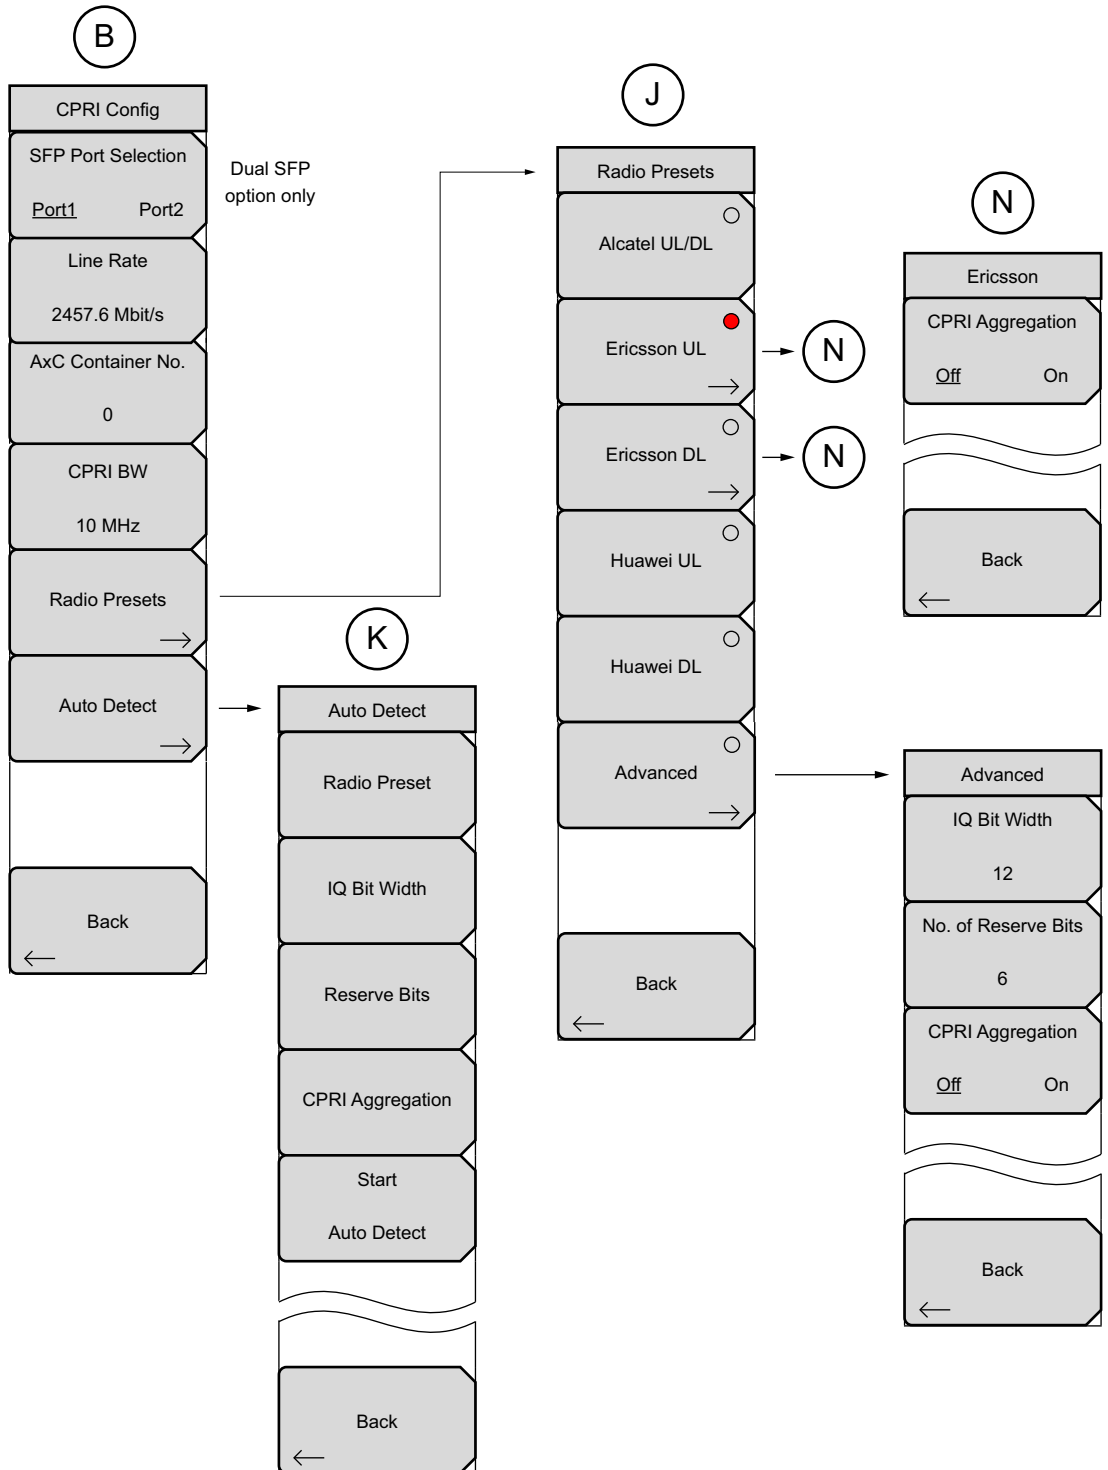 B
CPRI Config
SFP Port Selection
Port1 Port2
Dual SFP
option only
Line Rate
2457.6 Mbit/s
AxC Container No.
0
CPRI BW
10 MHz
Radio Presets
Auto Detect
Back
K
Auto Detect
Radio Preset
IQ Bit Width
Reserve Bits
CPRI Aggregation
Start
Auto Detect
Back
J
Radio Presets
Alcatel UL/DL
Ericsson UL
N
Ericsson DL
N
Huawei UL
Huawei DL
Advanced
Back
N
Ericsson
CPRI Aggregation
Off On
Back
Advanced
IQ Bit Width
12
No. of Reserve Bits
6
CPRI Aggregation
Off On
Back